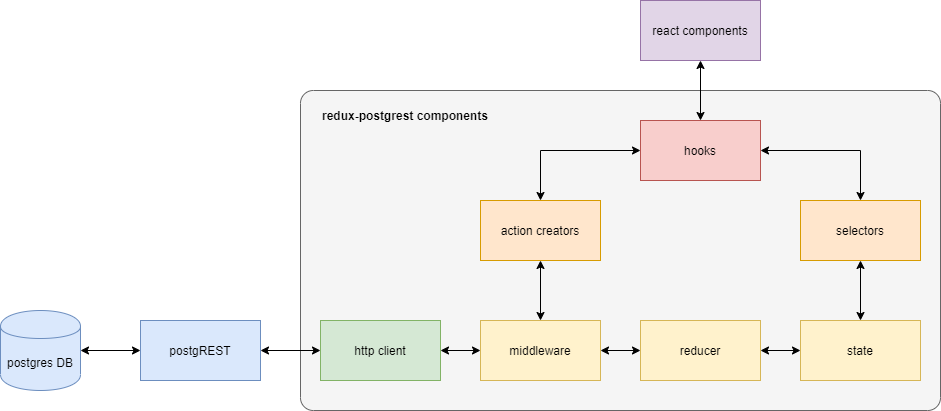 react components
redux-postgrest components
hooks
action creators
selectors
postgres DB
postgREST
http client
middleware
reducer
state